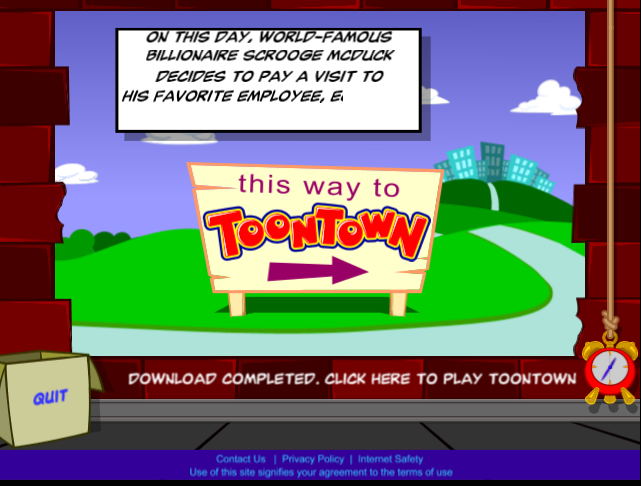 ON THIS DAY, WORLD-FAMOUS
BILLIONAIRE SCROOGE MCDUCK
DECIDES TO PAY A VISIT TO
HIS FAVORITE EMPLOYEE,
this way to
TOONTOWN
QUIT
DOWNLOAD COMPLETED. CLICK HERE TO PLAY TOONTOWN
Contact Us | Privacy Policy | Internet Safety
Use of this site signifies your agreement to the terms of use